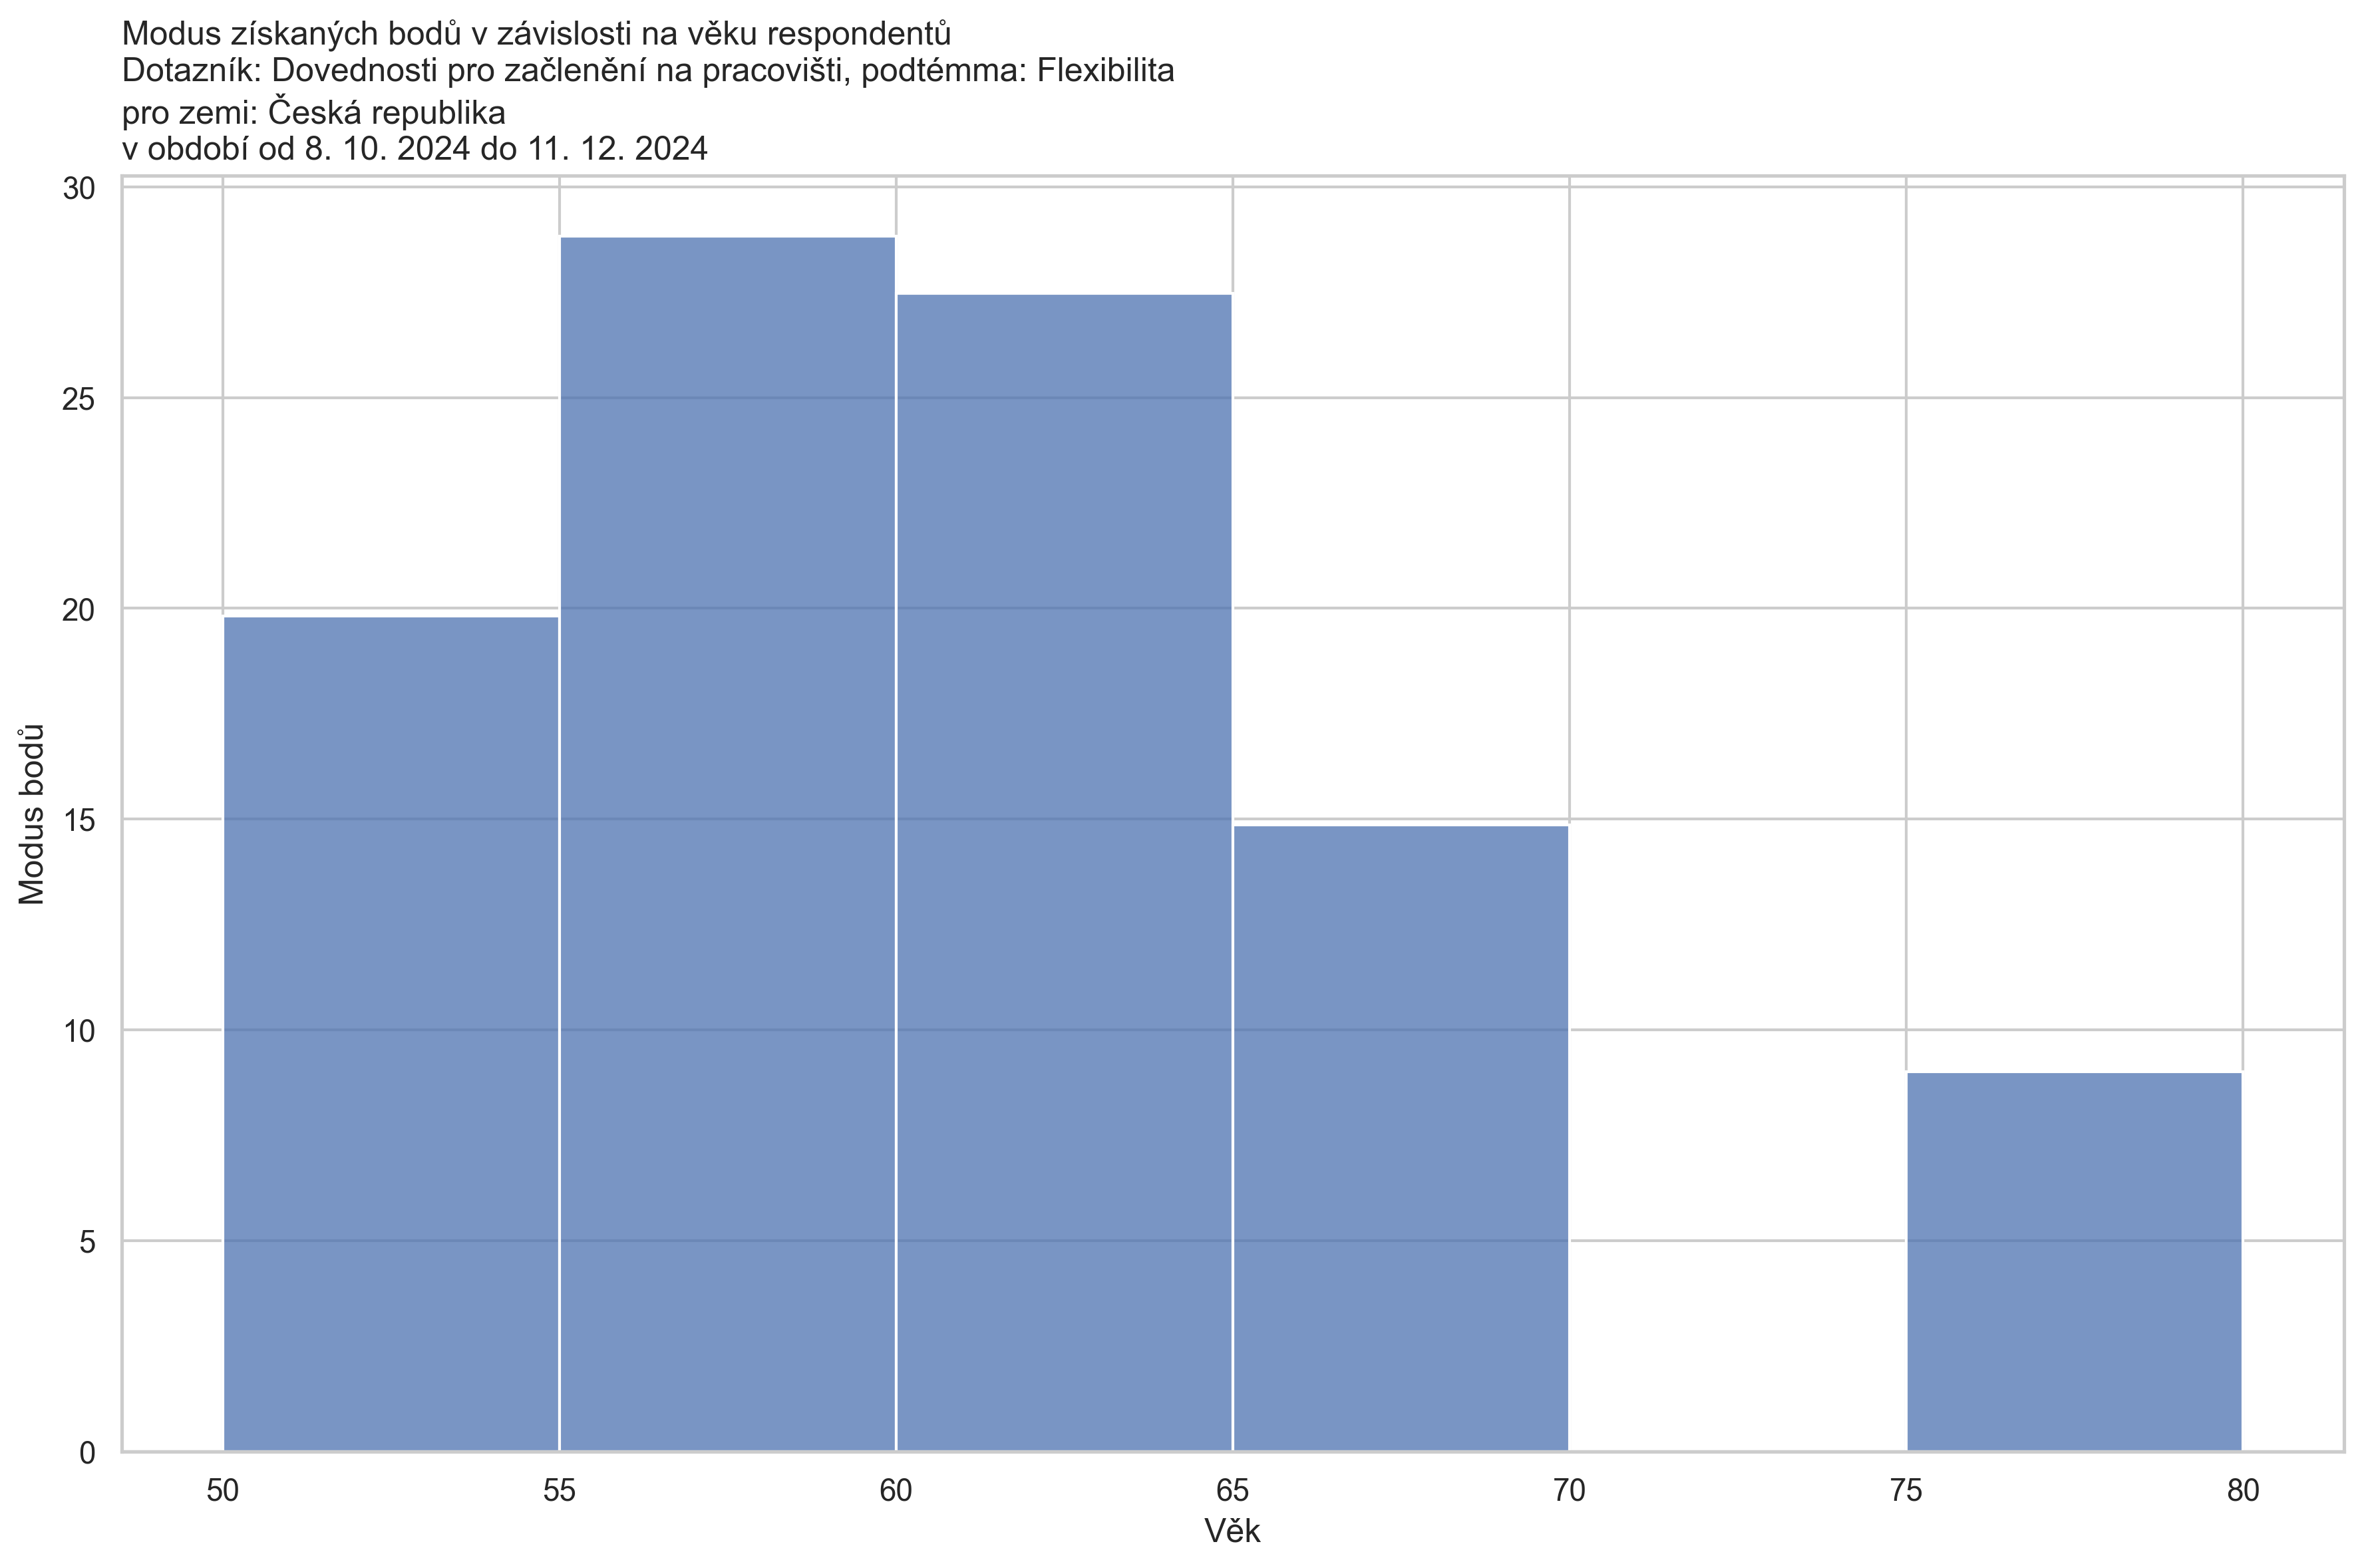 Modus získaných bodů v závislosti na věku respondentů
Dotazník: Dovednosti pro začlenění na pracovišti, podtémma: Flexibilita
pro zemi: Česká republika
v období od 8. 10. 2024 do 11. 12. 2024
30
25
20
15
10
5
0
Modus bodů
50
55
60
65
70
75
80
Věk